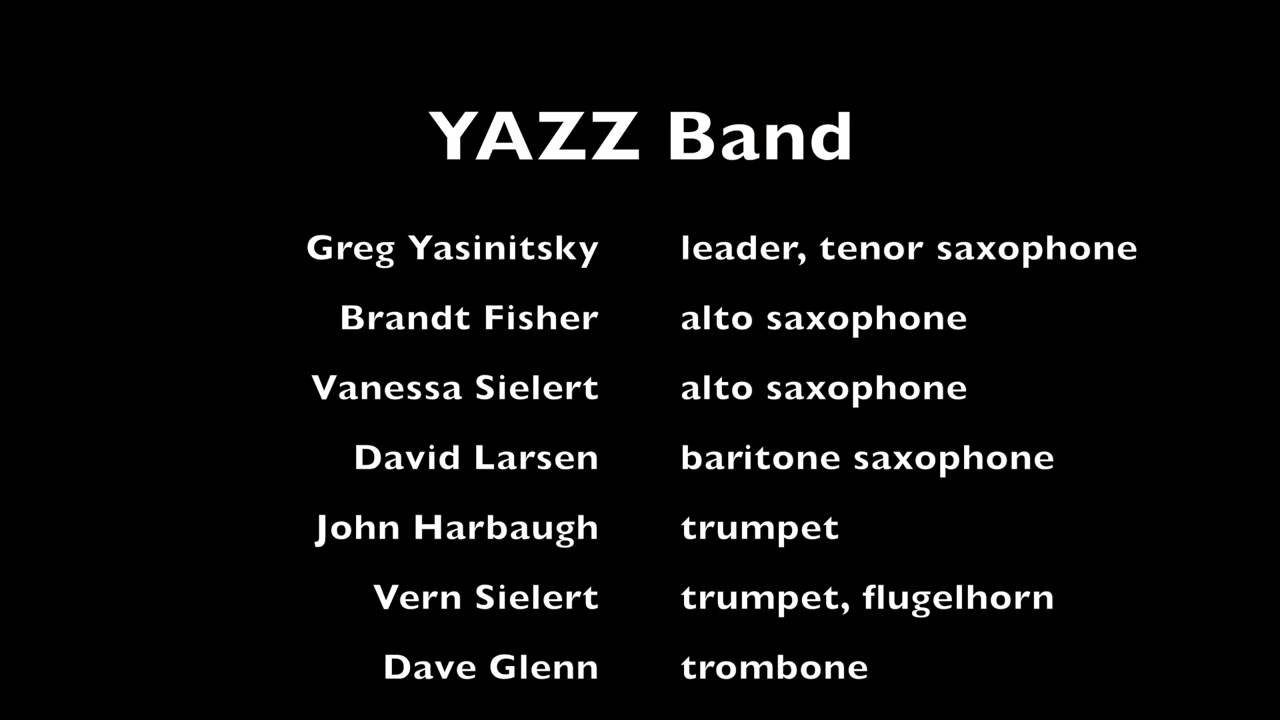 YAZZ Band
Greg Yasinitsky leader, tenor saxophone
Brandt Fisher alto saxophone
Vanessa Sielert alto saxophone
David Larsen baritone saxophone
John Harbaugh trumpet
Vern Sielert trumpet, flugelhorn
Dave Glenn trombone